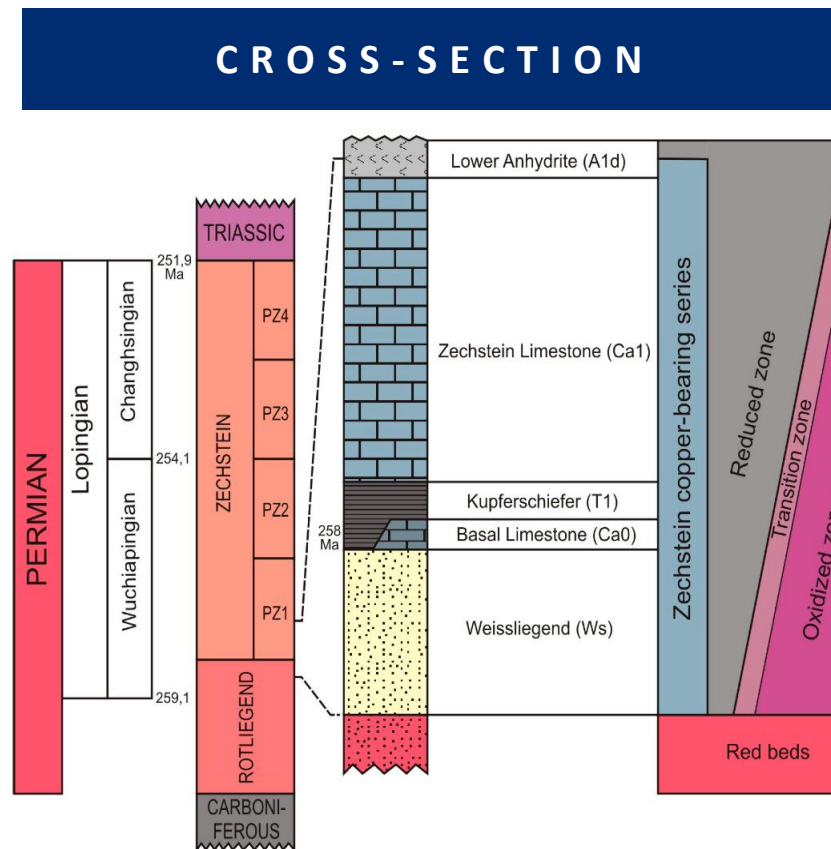 CROSS-SECTION
Lower Anhydrite (A1d)
TRIASSIC
251,9
Ma
PERMIAN
Lopingian
Changhsingian
Wuchiapingian
254,1
259,1
ZECHSTEIN
PZ4
PZ3
PZ2
PZ1
ROTLIEGEND
CARBONI-
FEROUS
Zechstein Limestone (Ca1)
Kupferschiefer (T1)
258
Ma
Basal Limestone (Ca0)
Weissliegend (Ws)
Zechstein copper-bearing series
Reduced zone
Transition zone
Oxidized
Red beds